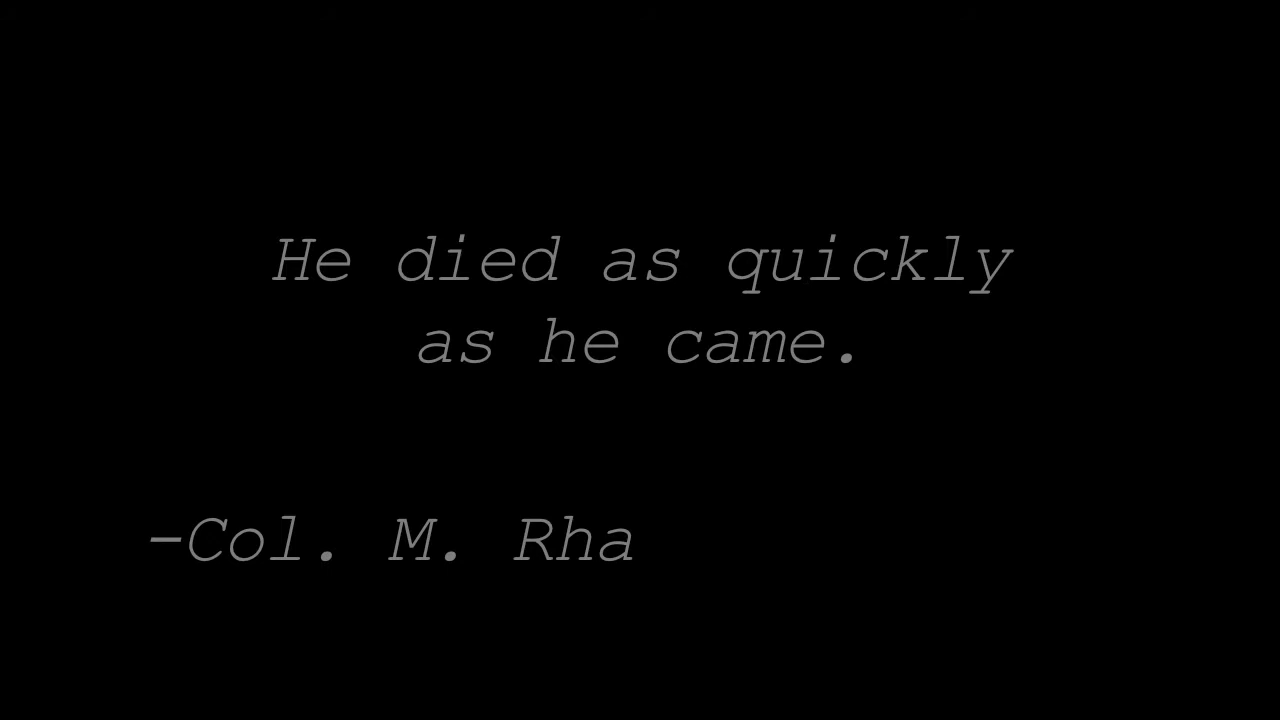 He died as quickly
as he came.
-Col. M. Rha